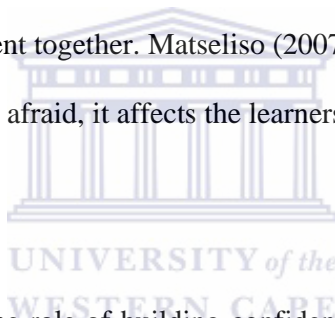 ent together. Matseliso (2007
afraid, it affects the learners
UNIVERSITY of the
WESTERN CAPE
role of building confiden